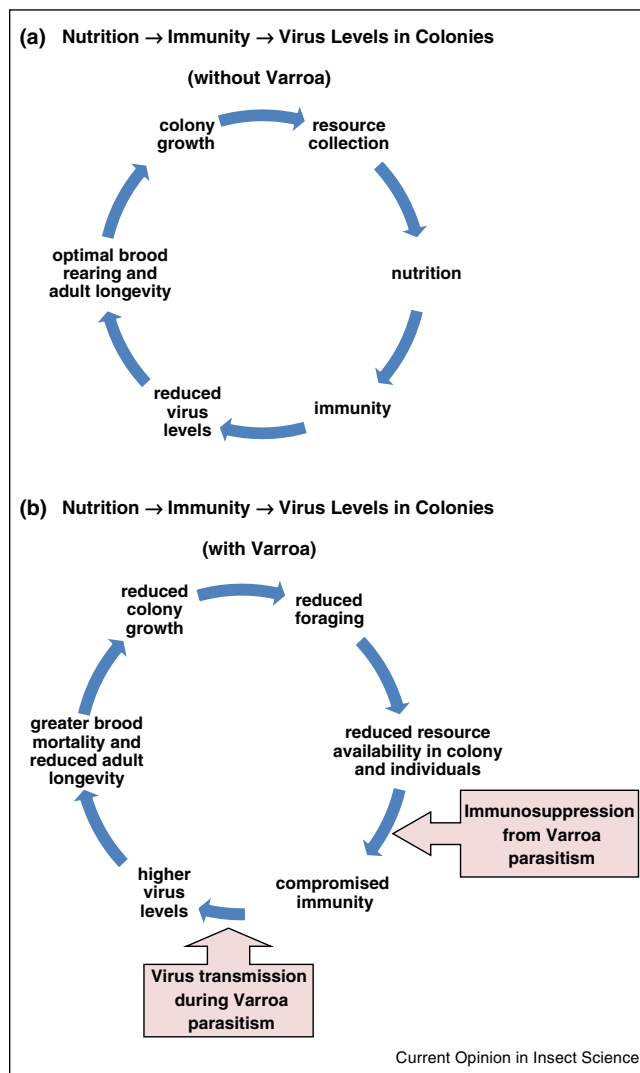 (a) Nutrition → Immunity → Virus Levels in Colonies
(without Varroa)
colony
growth
resource
collection
nutrition
immunity
reduced
virus
levels
optimal brood
rearing and
adult longevity
(b) Nutrition → Immunity → Virus Levels in Colonies
(with Varroa)
reduced
colony
growth
reduced
foraging
reduced resource
availability in colony
and individuals
Immunosuppression
from Varroa
parasitism
compromised
immunity
higher
virus
levels
Virus transmission
during Varroa
parasitism
greater brood
mortality and
reduced adult
longevity
Current Opinion in Insect Science